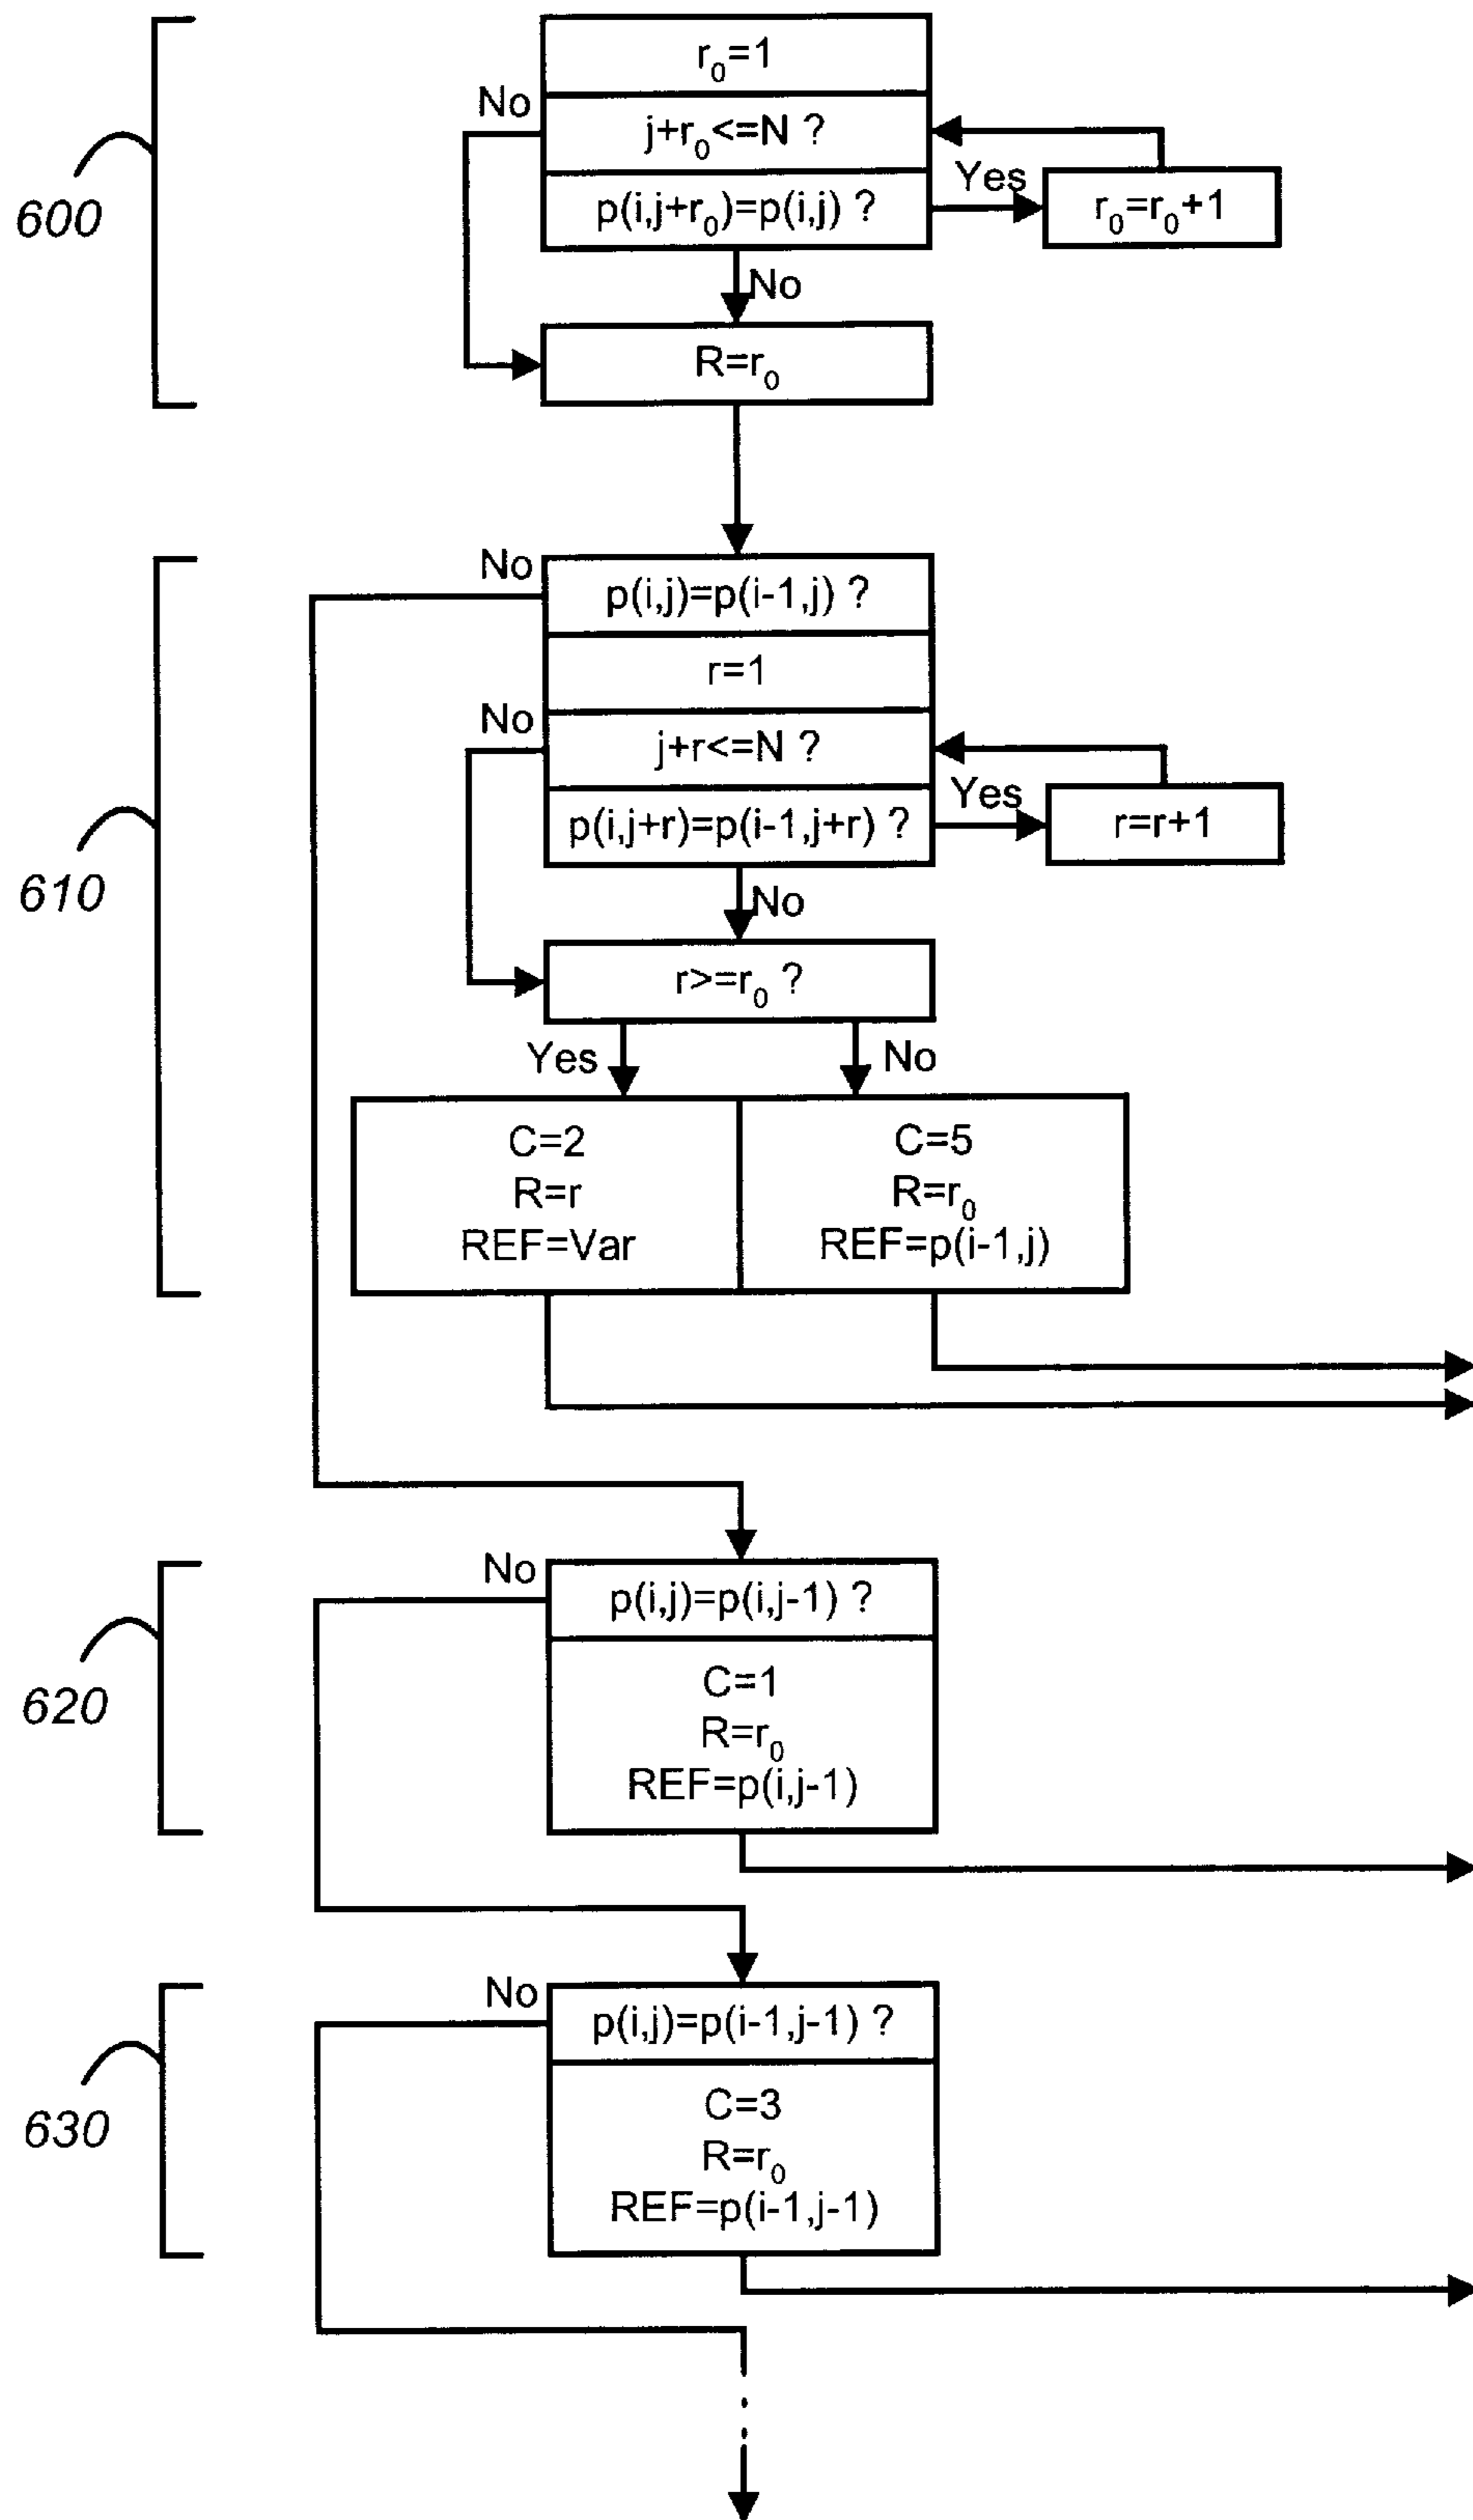 r₀=1
No
j+r₀<=N ?
Yes
p(i,j+r₀)=p(i,j) ?
r₀=r₀+1
600
No
R=r₀
No
p(i,j)=p(i-1,j) ?
r=1
No
j+r<=N ?
Yes
p(i,j+r)=p(i-1,j+r) ?
r=r+1
610
No
r>=r₀ ?
Yes
No
C=2
R=r
REF=Var
C=5
R=r₀
REF=p(i-1,j)
No
p(i,j)=p(i,j-1) ?
620
C=1
R=r₀
REF=p(i,j-1)
No
p(i,j)=p(i-1,j-1) ?
630
C=3
R=r₀
REF=p(i-1,j-1)